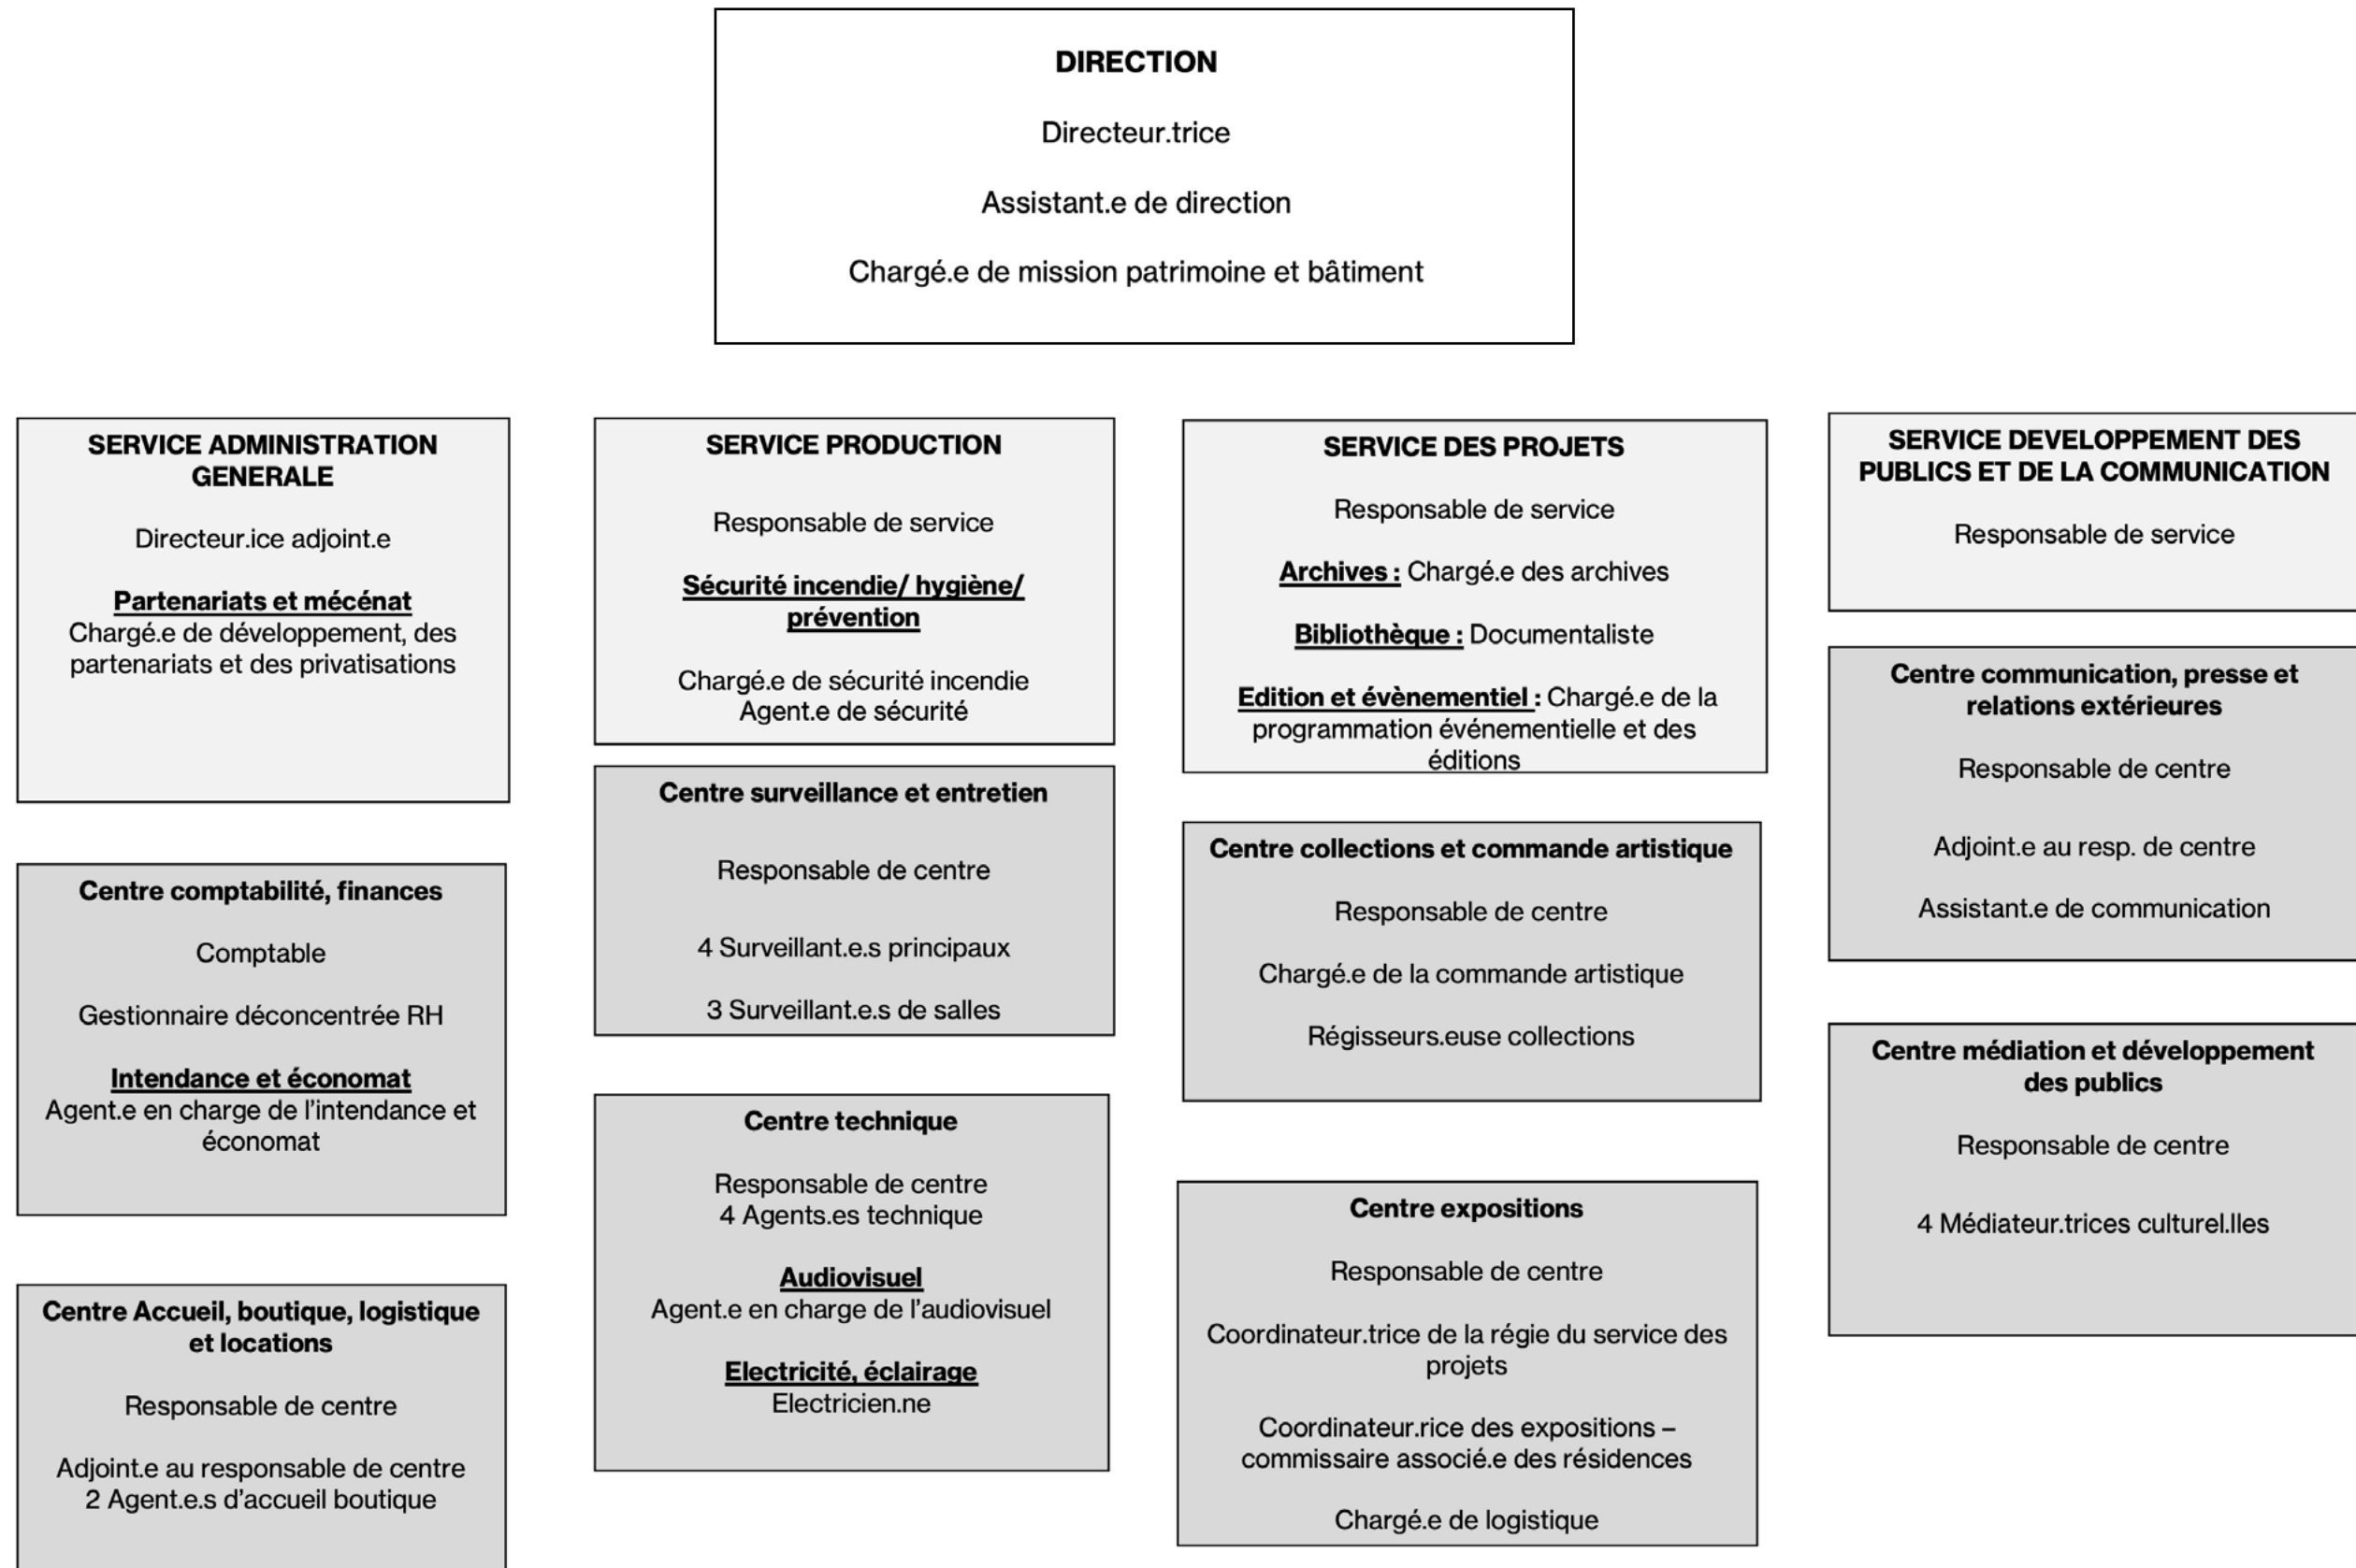 DIRECTION
Directeur.trice
Assistant.e de direction
Chargé.e de mission patrimoine et bâtiment
SERVICE ADMINISTRATION
GENERALE
Directeur.ice adjoint.e
Partenariats et mécénat
Chargé.e de développement, des
partenariats et des privatisations
Centre comptabilité, finances
Comptable
Gestionnaire déconcentrée RH
Intendance et économat
Agent.e en charge de l'intendance et
économat
Centre Accueil, boutique, logistique
et locations
Responsable de centre
Adjoint.e au responsable de centre
2 Agent.e.s d'accueil boutique
SERVICE PRODUCTION
Responsable de service
Sécurité incendie/ hygiène/
prévention
Chargé.e de sécurité incendie
Agent.e de sécurité
Centre surveillance et entretien
Responsable de centre
4 Surveillant.e.s principaux
3 Surveillant.e.s de salles
Centre technique
Responsable de centre
4 Agents.es technique
Audiovisuel
Agent.e en charge de l'audiovisuel
Electricité, éclairage
Electricien.ne
SERVICE DES PROJETS
Responsable de service
Archives : Chargé.e des archives
Bibliothèque : Documentaliste
Edition et évènementiel : Chargé.e de la
programmation événementielle et des
éditions
Centre collections et commande artistique
Responsable de centre
Chargé.e de la commande artistique
Régisseurs.euse collections
Centre expositions
Responsable de centre
Coordinateur.trice de la régie du service des
projets
Coordinateur.rice des expositions –
commissaire associé.e des résidences
Chargé.e de logistique
SERVICE DEVELOPPEMENT DES
PUBLICS ET DE LA COMMUNICATION
Responsable de service
Centre communication, presse et
relations extérieures
Responsable de centre
Adjoint.e au resp. de centre
Assistant.e de communication
Centre médiation et développement
des publics
Responsable de centre
4 Médiateur.trices culturel.lles